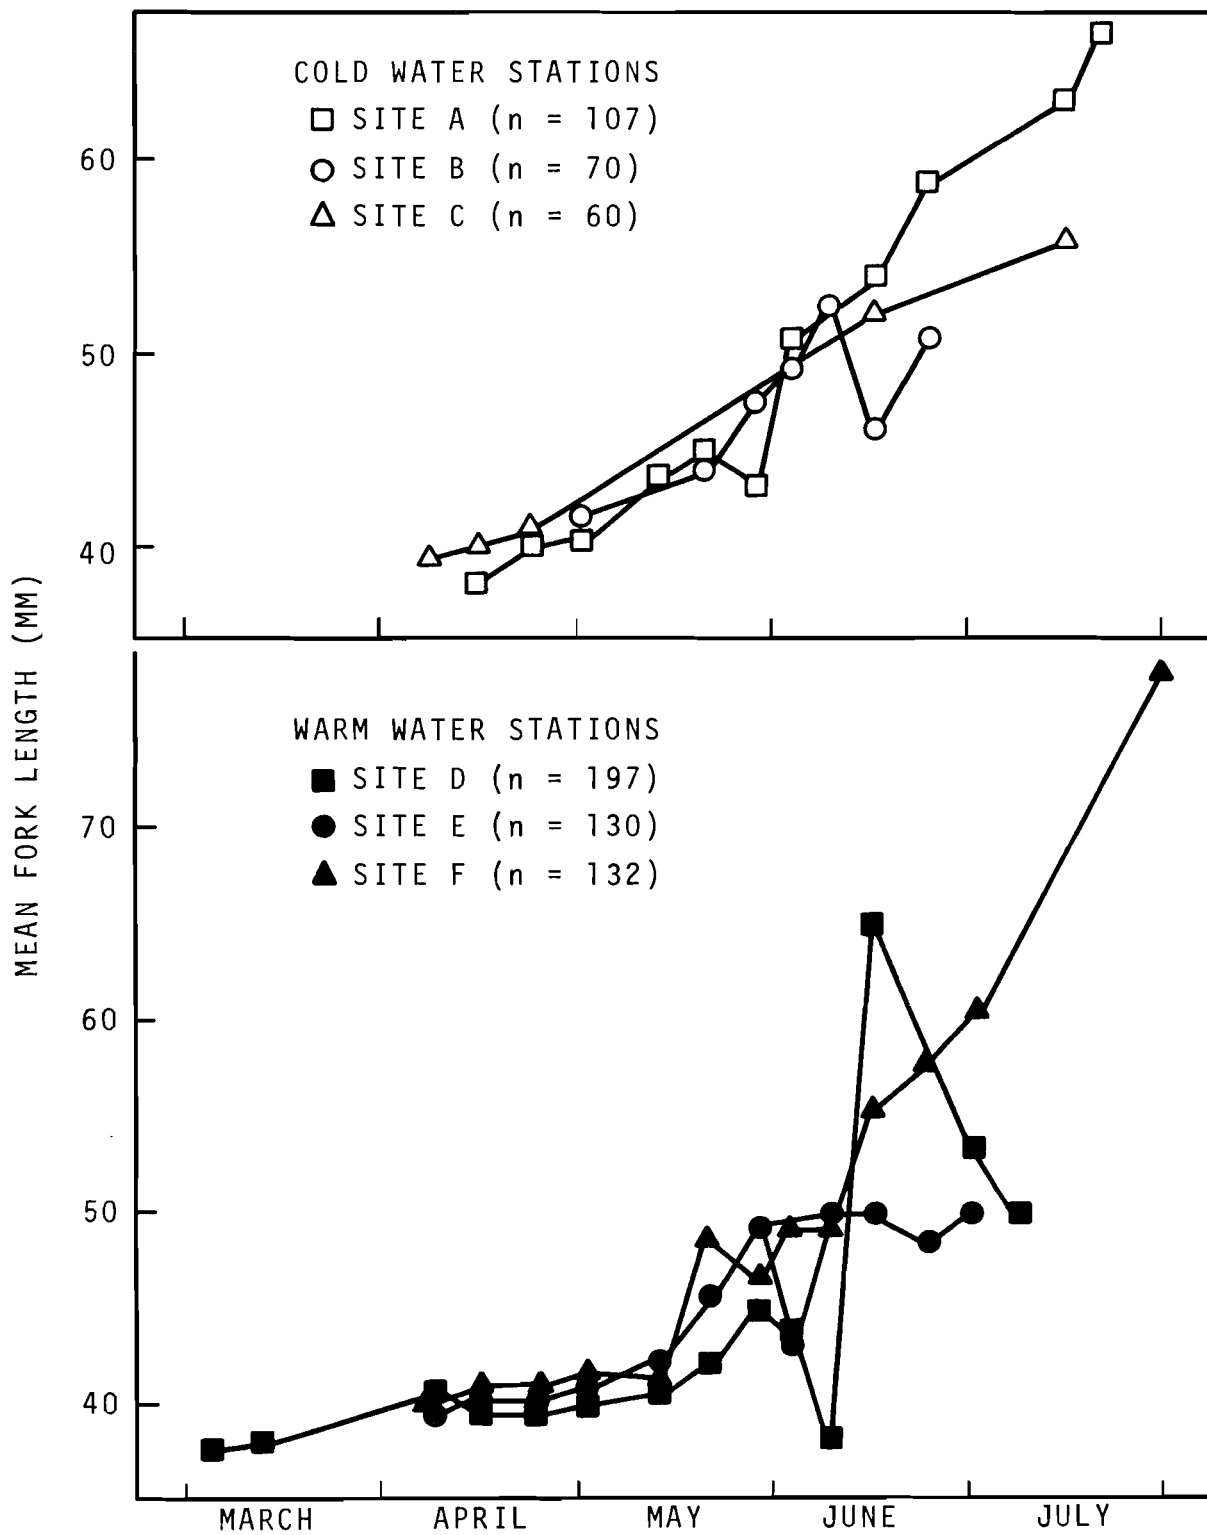 COLD WATER STATIONS
SITE A (n = 107)
SITE B (n = 70)
SITE C (n = 60)
60
50
40
MEAN FORK LENGTH (MM)
WARM WATER STATIONS
SITE D (n = 197)
SITE E (n = 130)
SITE F (n = 132)
70
60
50
40
MARCH APRIL MAY JUNE JULY